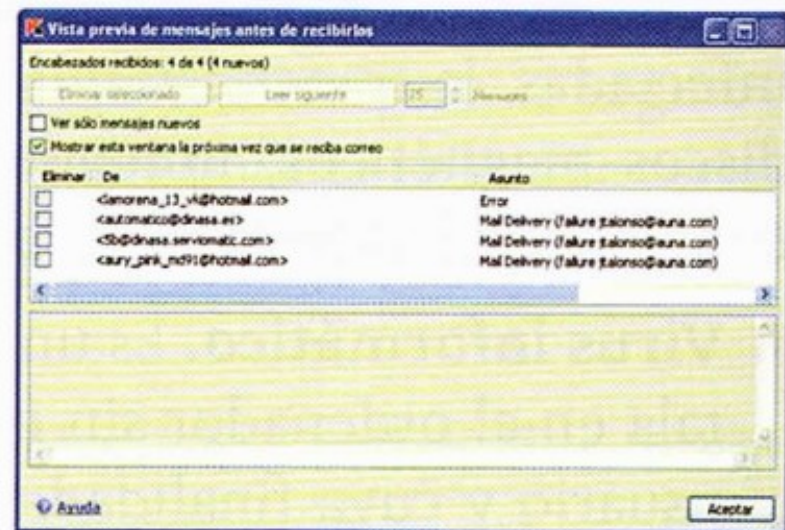 Vista previa de mensajes antes de recibirlos
Encabezados recibidos: 4 de 4 (4 nuevos)
Eliminar seleccionado Leer siguiente 25 Mensajes
Ver sólo mensajes nuevos
Mostrar esta ventana la próxima vez que se reciba correo
Eliminar De Asunto
<lamorena_13_vk@hotmail.com> Error
<automatico@dinasa.es> Mail Delivery (failure jtalonso@auna.com)
<5b@dinasa.serviomatic.com> Mail Delivery (failure jtalonso@auna.com)
<aury_pink_md91@hotmail.com> Mail Delivery (failure jtalonso@auna.com)
Ayuda Aceptar